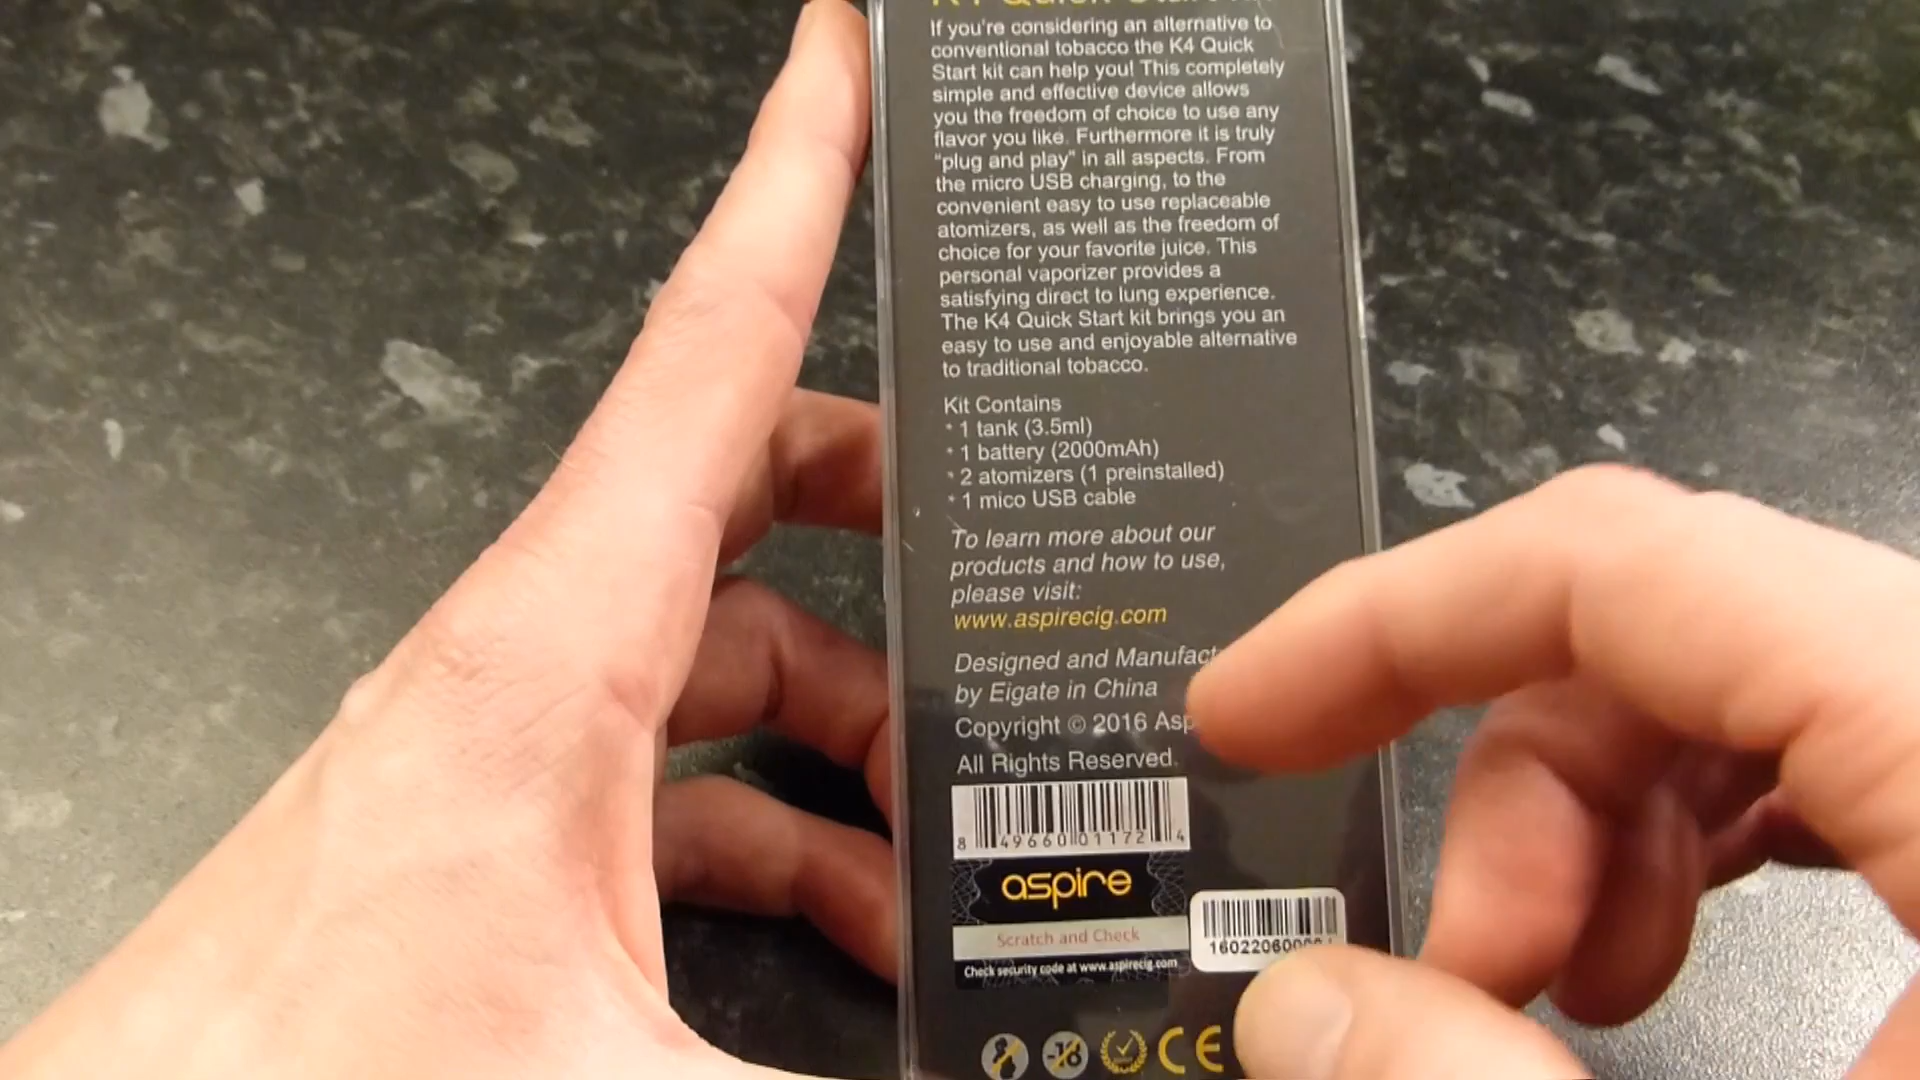 K4 Quick Start
If you're considering an alternative to
conventional tobacco the K4 Quick
Start kit can help you! This completely
simple and effective device allows
you the freedom of choice to use any
flavor you like. Furthermore it is truly
"plug and play" in all aspects. From
the micro USB charging, to the
convenient easy to use replaceable
atomizers, as well as the freedom of
choice for your favorite juice. This
personal vaporizer provides a
satisfying direct to lung experience.
The K4 Quick Start kit brings you an
easy to use and enjoyable alternative
to traditional tobacco.
Kit Contains
* 1 tank (3.5ml)
* 1 battery (2000mAh)
* 2 atomizers (1 preinstalled)
* 1 mico USB cable
To learn more about our
products and how to use,
please visit:
www.aspirecig.com
Designed and Manufact
by Eigate in China
Copyright © 2016 Asp
All Rights Reserved.
8 49660 01172 4
aspire
Scratch and Check
Check security code at www.aspirecig.com
160220600
-18
CE